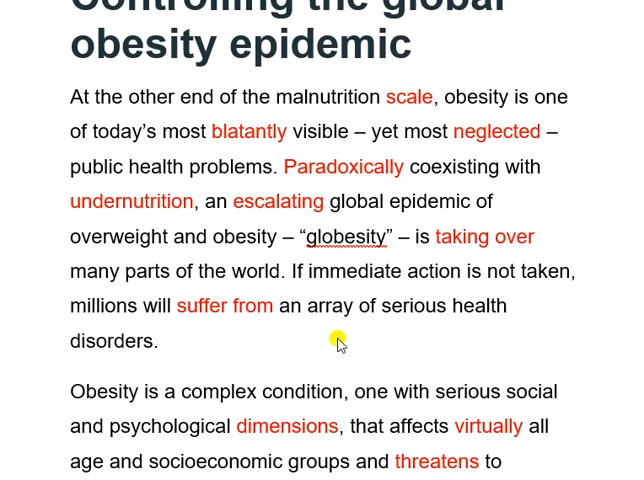 Controlling the global
obesity epidemic
At the other end of the malnutrition scale, obesity is one
of today’s most blatantly visible – yet most neglected –
public health problems. Paradoxically coexisting with
undernutrition, an escalating global epidemic of
overweight and obesity – “globesity” – is taking over
many parts of the world. If immediate action is not taken,
millions will suffer from an array of serious health
disorders.
Obesity is a complex condition, one with serious social
and psychological dimensions, that affects virtually all
age and socioeconomic groups and threatens to